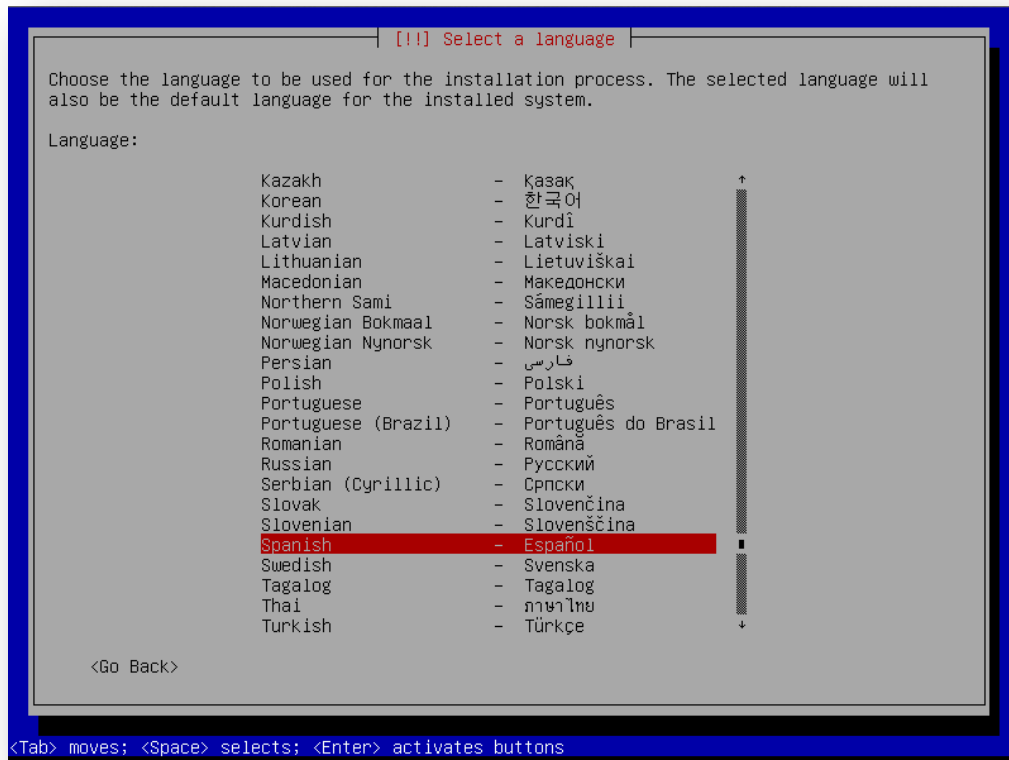 [!!] Select a language
Choose the language to be used for the installation process. The selected language will
also be the default language for the installed system.
Language:
Kazakh - Қазақ
Korean - 한국어
Kurdish - Kurdî
Latvian - Latviski
Lithuanian - Lietuviškai
Macedonian - Македонски
Northern Sami - Sámegillii
Norwegian Bokmaal - Norsk bokmål
Norwegian Nynorsk - Norsk nynorsk
Persian - فارسی
Polish - Polski
Portuguese - Português
Portuguese (Brazil) - Português do Brasil
Romanian - Română
Russian - Русский
Serbian (Cyrillic) - Српски
Slovak - Slovenčina
Slovenian - Slovenščina
Spanish - Español
Swedish - Svenska
Tagalog - Tagalog
Thai - ภาษาไทย
Turkish - Türkçe
<Go Back>
<Tab> moves; <Space> selects; <Enter> activates buttons